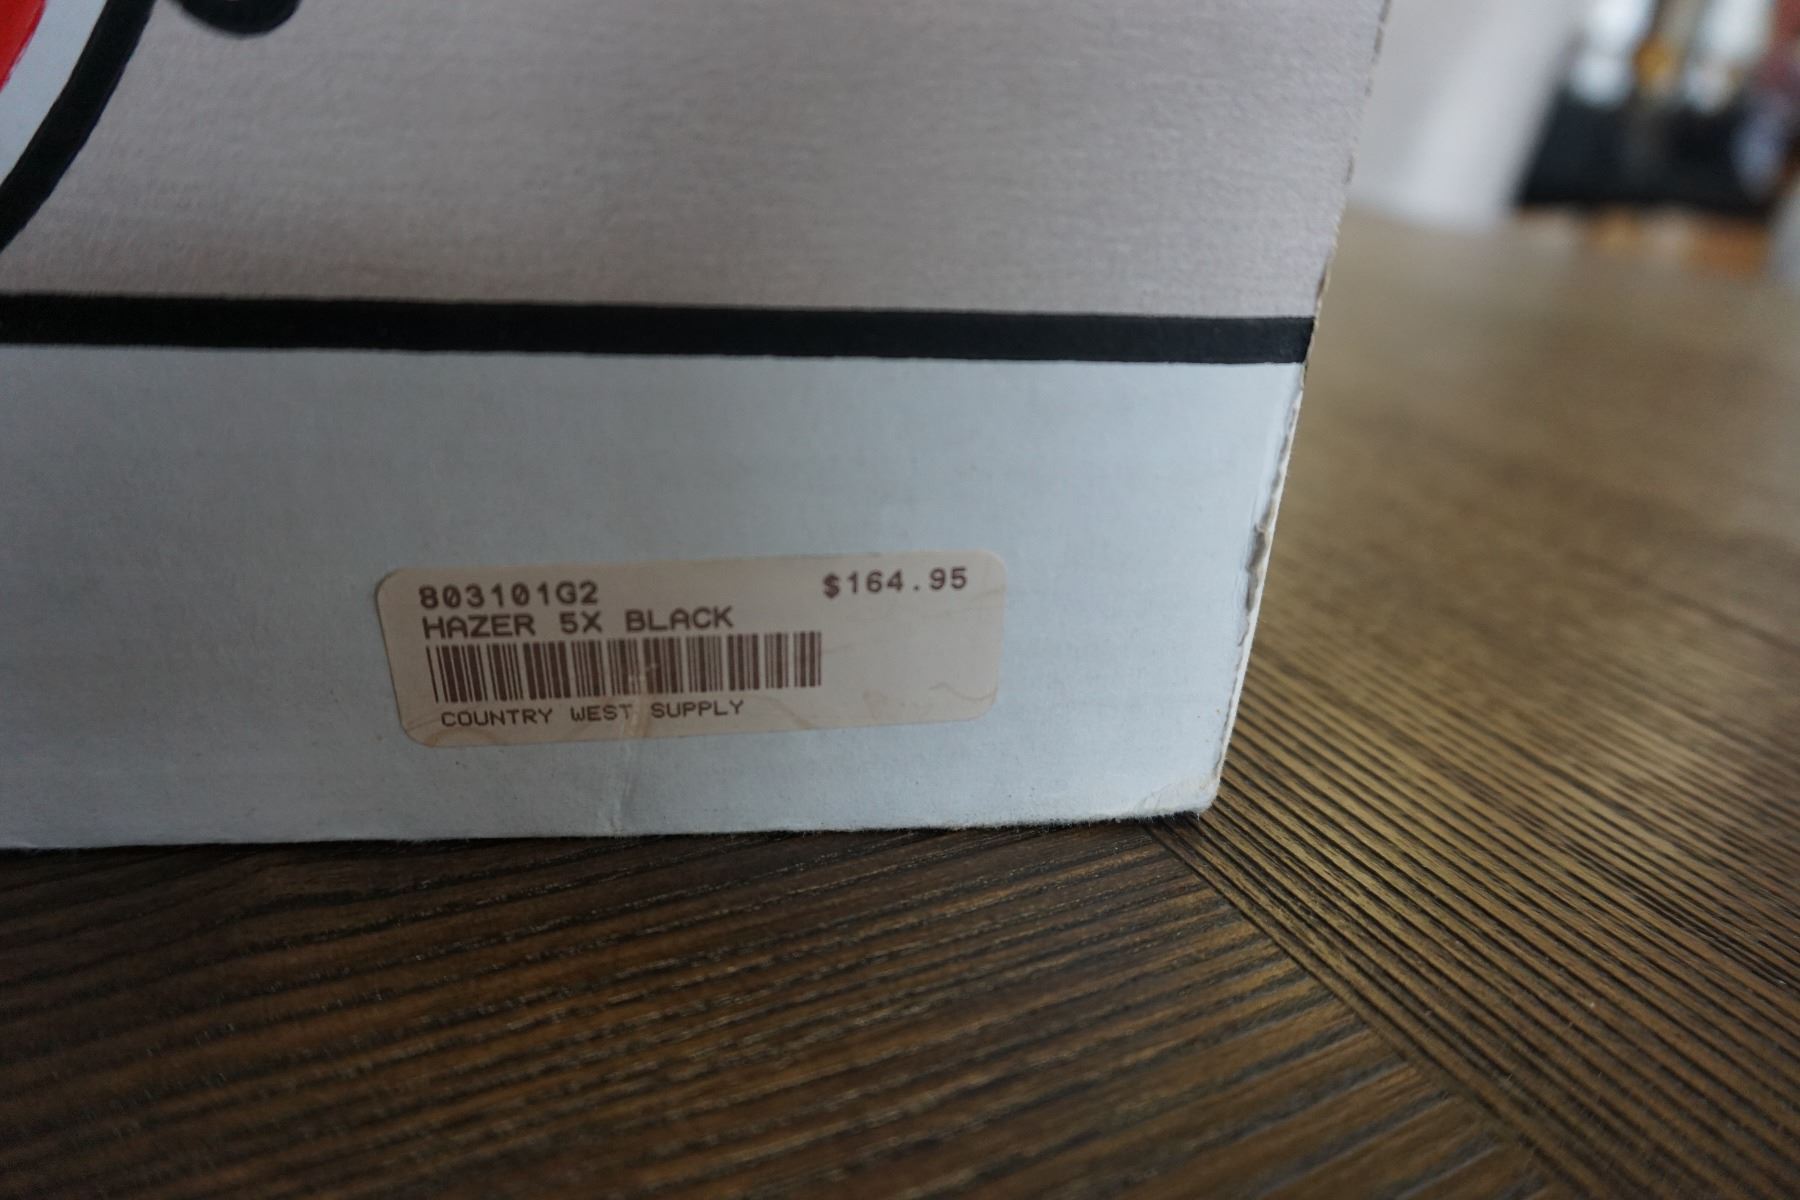 803101G2 $164.95
HAZER 5X BLACK
COUNTRY WEST SUPPLY